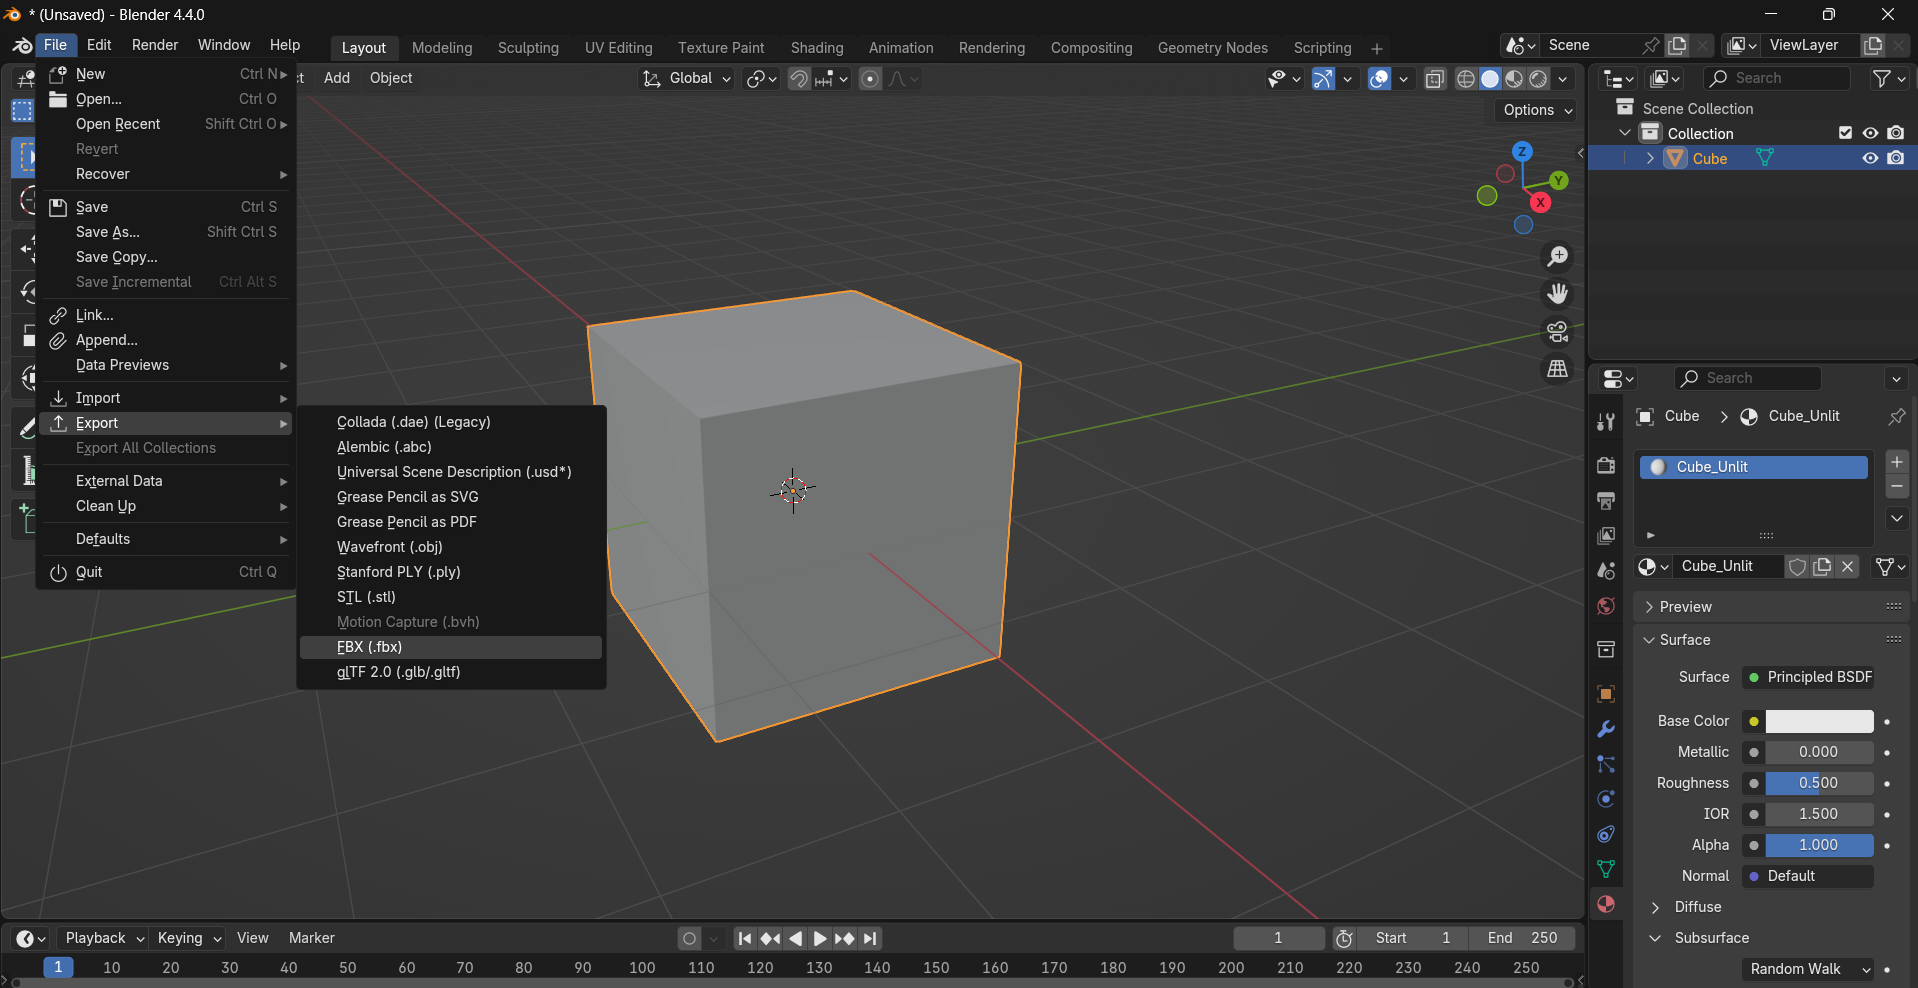 * (Unsaved) - Blender 4.4.0
File Edit Render Window Help Layout Modeling Sculpting UV Editing Texture Paint Shading Animation Rendering Compositing Geometry Nodes Scripting + Scene ViewLayer
ct Add Object Global
Search
Options
New Ctrl N
Open... Ctrl O
Open Recent Shift Ctrl O
Revert
Recover
Save Ctrl S
Save As... Shift Ctrl S
Save Copy...
Save Incremental Ctrl Alt S
Link...
Append...
Data Previews
Import
Export
Export All Collections
External Data
Clean Up
Defaults
Quit Ctrl Q
Collada (.dae) (Legacy)
Alembic (.abc)
Universal Scene Description (.usd*)
Grease Pencil as SVG
Grease Pencil as PDF
Wavefront (.obj)
Stanford PLY (.ply)
STL (.stl)
Motion Capture (.bvh)
FBX (.fbx)
glTF 2.0 (.glb/.gltf)
Z
Y
X
Scene Collection
Collection
Cube
Search
Cube Cube_Unlit
Cube_Unlit
Cube_Unlit
Preview
Surface
Surface Principled BSDF
Base Color
Metallic 0.000
Roughness 0.500
IOR 1.500
Alpha 1.000
Normal Default
Diffuse
Subsurface
Random Walk
Playback Keying View Marker 1 Start 1 End 250
1 10 20 30 40 50 60 70 80 90 100 110 120 130 140 150 160 170 180 190 200 210 220 230 240 250